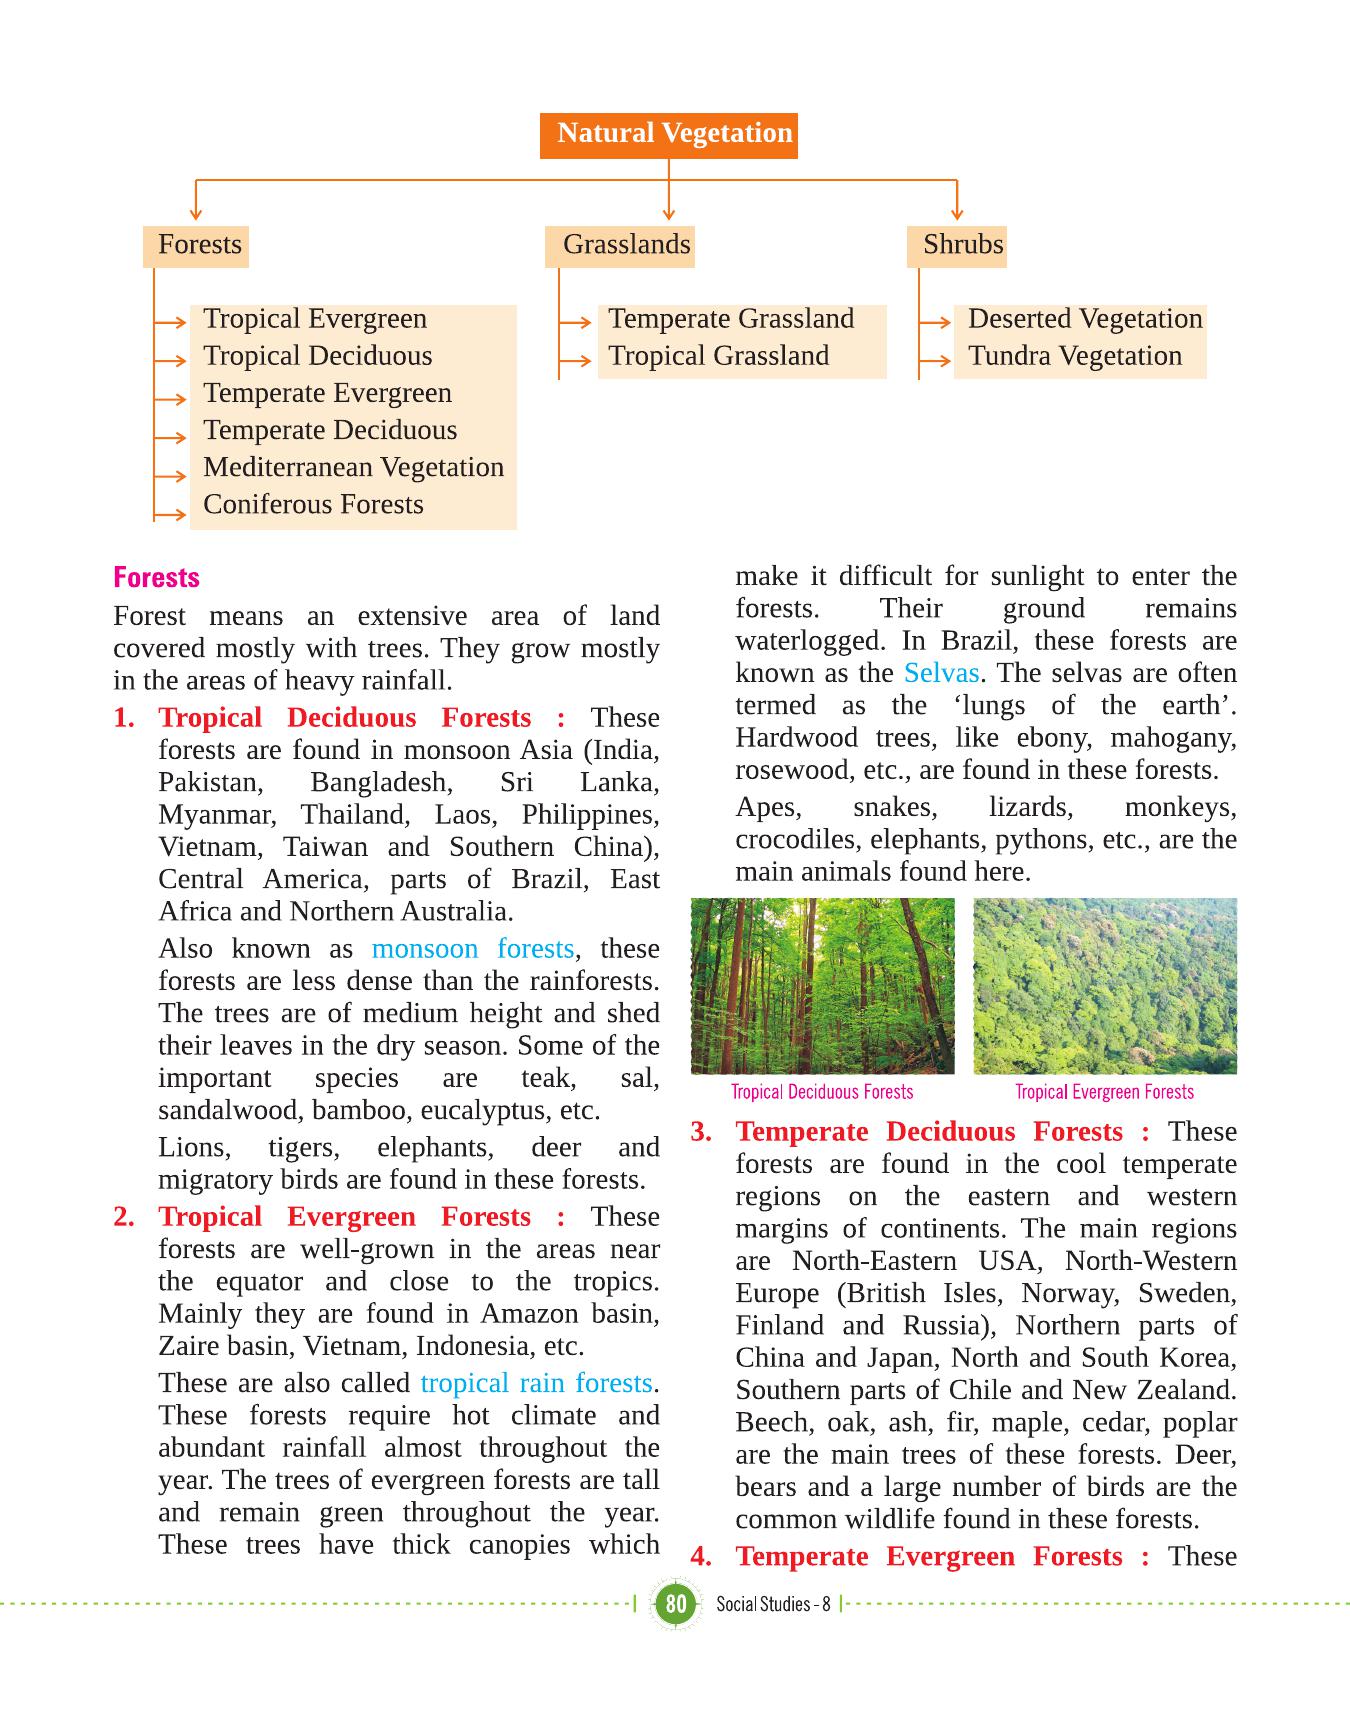 Natural Vegetation
Forests
Grasslands
Shrubs
Tropical Evergreen
Tropical Deciduous
Temperate Evergreen
Temperate Deciduous
Mediterranean Vegetation
Coniferous Forests
Temperate Grassland
Tropical Grassland
Deserted Vegetation
Tundra Vegetation
Forests
Forest means an extensive area of land
covered mostly with trees. They grow mostly
in the areas of heavy rainfall.
1. Tropical Deciduous Forests : These
forests are found in monsoon Asia (India,
Pakistan, Bangladesh, Sri Lanka,
Myanmar, Thailand, Laos, Philippines,
Vietnam, Taiwan and Southern China),
Central America, parts of Brazil, East
Africa and Northern Australia.
Also known as monsoon forests, these
forests are less dense than the rainforests.
The trees are of medium height and shed
their leaves in the dry season. Some of the
important species are teak, sal,
sandalwood, bamboo, eucalyptus, etc.
Lions, tigers, elephants, deer and
migratory birds are found in these forests.
2. Tropical Evergreen Forests : These
forests are well-grown in the areas near
the equator and close to the tropics.
Mainly they are found in Amazon basin,
Zaire basin, Vietnam, Indonesia, etc.
These are also called tropical rain forests.
These forests require hot climate and
abundant rainfall almost throughout the
year. The trees of evergreen forests are tall
and remain green throughout the year.
These trees have thick canopies which
make it difficult for sunlight to enter the
forests. Their ground remains
waterlogged. In Brazil, these forests are
known as the Selvas. The selvas are often
termed as the ‘lungs of the earth’.
Hardwood trees, like ebony, mahogany,
rosewood, etc., are found in these forests.
Apes, snakes, lizards, monkeys,
crocodiles, elephants, pythons, etc., are the
main animals found here.
Tropical Deciduous Forests
Tropical Evergreen Forests
3. Temperate Deciduous Forests : These
forests are found in the cool temperate
regions on the eastern and western
margins of continents. The main regions
are North-Eastern USA, North-Western
Europe (British Isles, Norway, Sweden,
Finland and Russia), Northern parts of
China and Japan, North and South Korea,
Southern parts of Chile and New Zealand.
Beech, oak, ash, fir, maple, cedar, poplar
are the main trees of these forests. Deer,
bears and a large number of birds are the
common wildlife found in these forests.
4. Temperate Evergreen Forests : These
80 Social Studies - 8